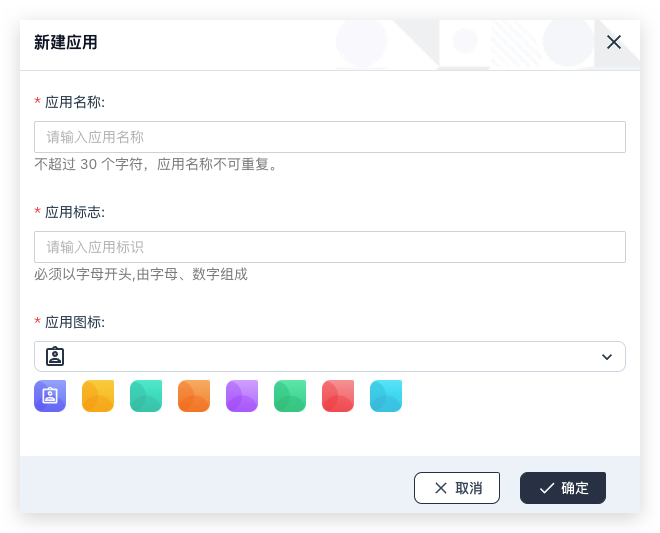 新建应用
* 应用名称:
请输入应用名称
不超过 30 个字符，应用名称不可重复。
* 应用标志:
请输入应用标识
必须以字母开头,由字母、数字组成
* 应用图标:
取消
确定